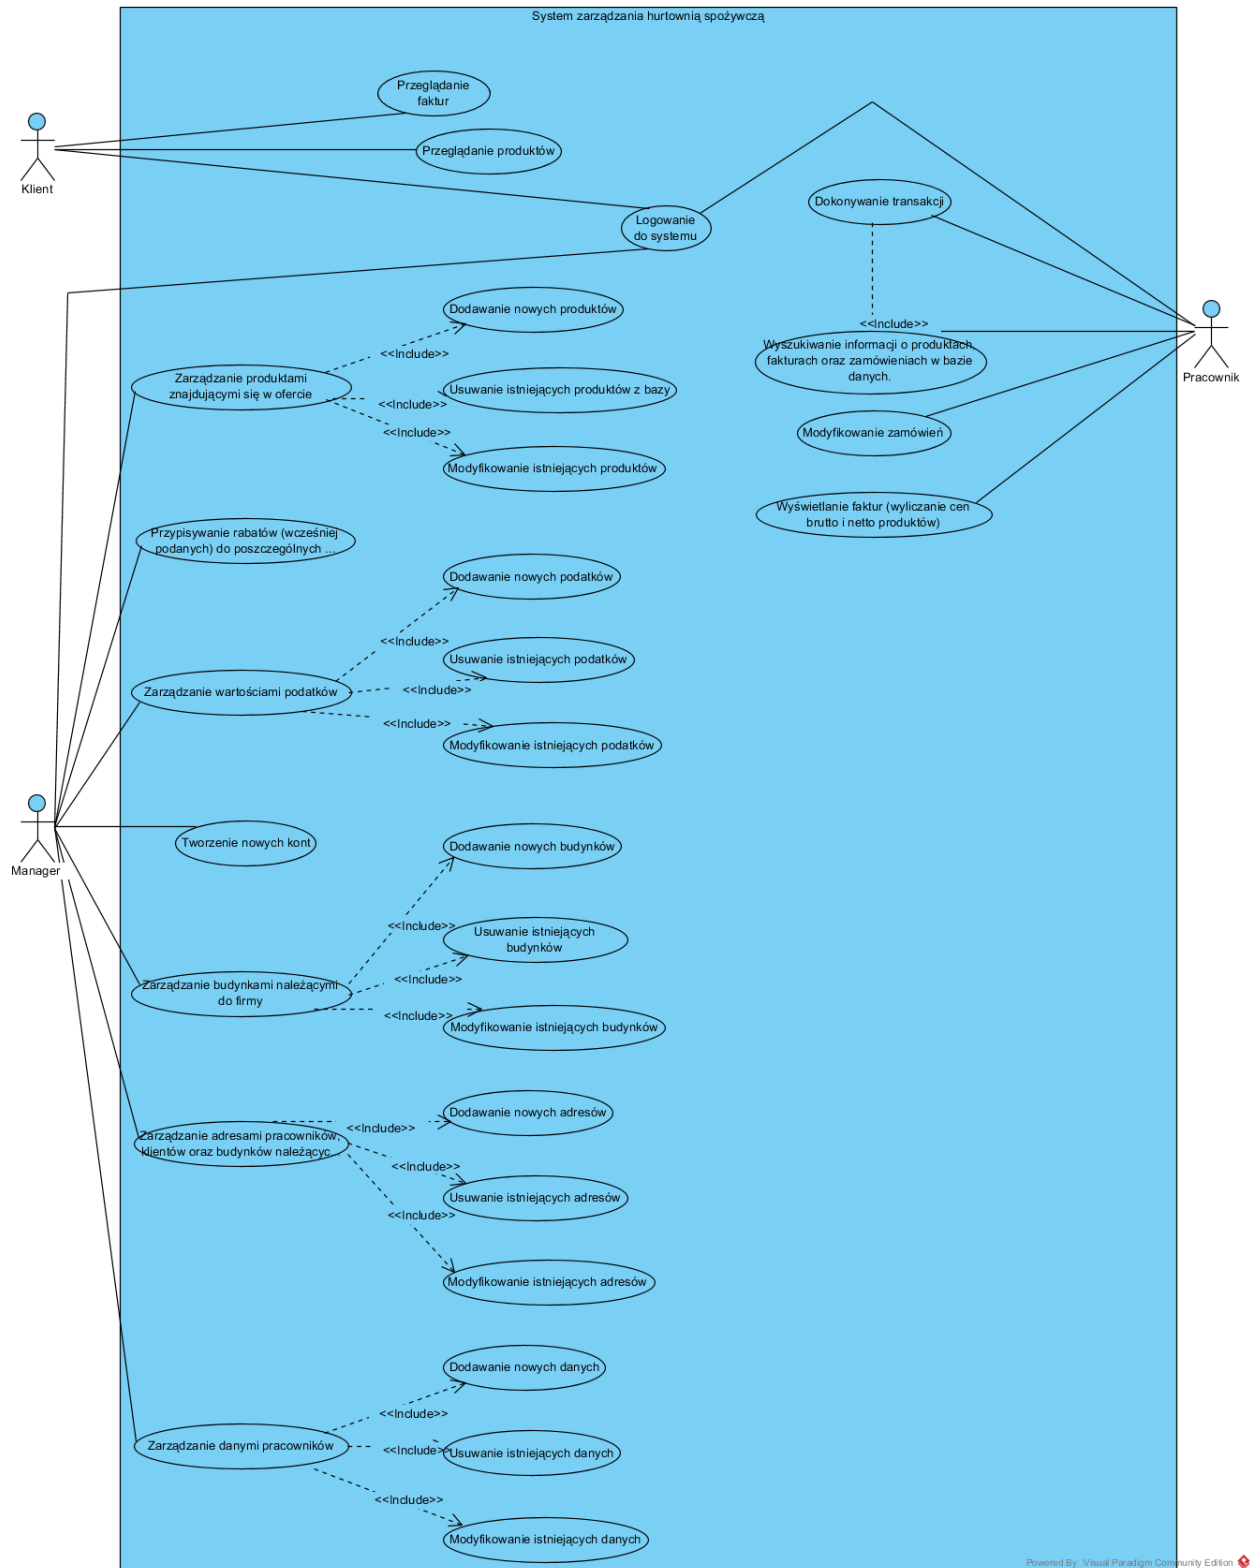 System zarządzania hurtownią spożywczą
Przeglądanie
faktur
Klient
Przeglądanie produktów
Logowanie
do systemu
Dokonywanie transakcji
<<Include>>
Wyszukiwanie informacji o produktach,
fakturach oraz zamówieniach w bazie
danych.
Pracownik
Modyfikowanie zamówień
Wyświetlanie faktur (wyliczanie cen
brutto i netto produktów)
Dodawanie nowych produktów
<<Include>>
Zarządzanie produktami
znajdującymi się w ofercie
Usuwanie istniejących produktów z bazy
<<Include>>
<<Include>>
Modyfikowanie istniejących produktów
Przypisywanie rabatów (wcześniej
podanych) do poszczególnych ...
Dodawanie nowych podatków
<<Include>>
Usuwanie istniejących podatków
Zarządzanie wartościami podatków
<<Include>>
<<Include>>
Modyfikowanie istniejących podatków
Tworzenie nowych kont
Manager
Dodawanie nowych budynków
<<Include>>
Usuwanie istniejących
budynków
<<Include>>
Zarządzanie budynkami należącymi
do firmy
<<Include>>
Modyfikowanie istniejących budynków
Dodawanie nowych adresów
<<Include>>
Zarządzanie adresami pracowników,
klientów oraz budynków należącyc...
<<Include>>
Usuwanie istniejących adresów
<<Include>>
Modyfikowanie istniejących adresów
Dodawanie nowych danych
<<Include>>
Zarządzanie danymi pracowników
<<Include>>
Usuwanie istniejących danych
<<Include>>
Modyfikowanie istniejących danych
Powered By Visual Paradigm Community Edition